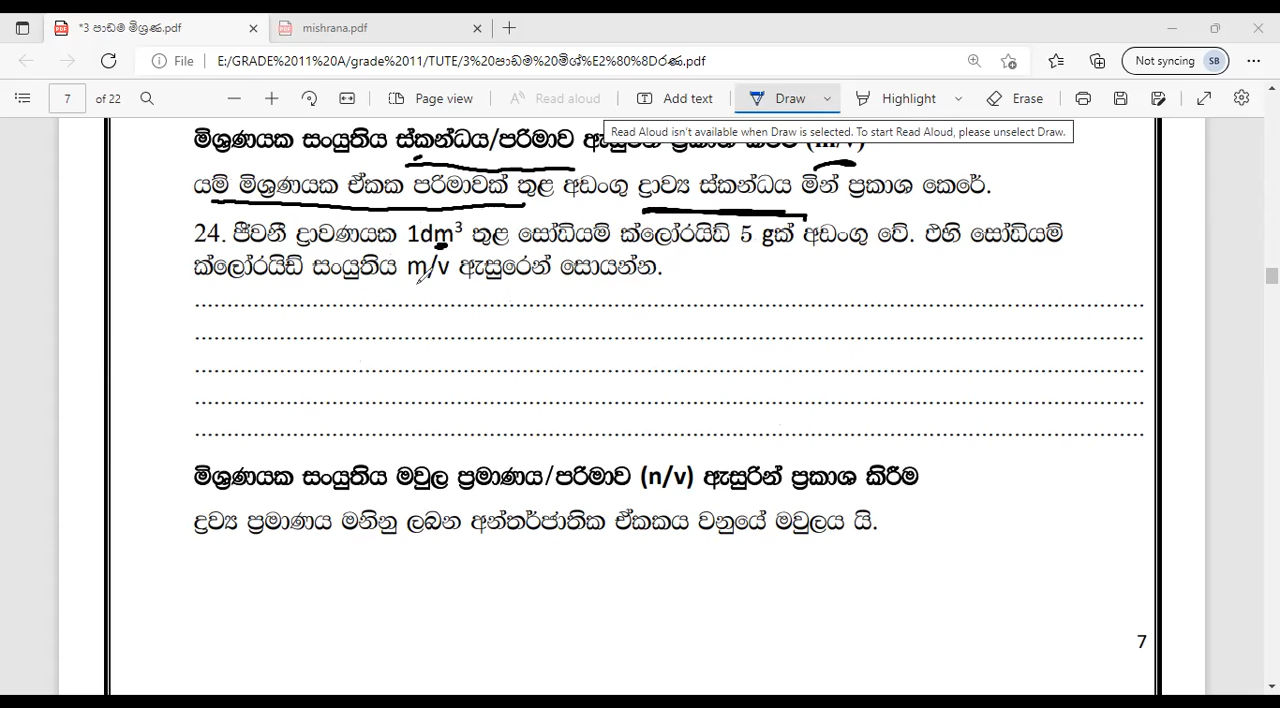 *3 පාඩම මිශ්‍රණ.pdf
mishrana.pdf
File
E:/GRADE%2011%20A/grade%2011/TUTE/3%20පාඩම%20මිශ්%E2%80%8Dරණ.pdf
Not syncing
SB
7
of 22
Page view
Read aloud
Add text
Draw
Highlight
Erase
Read Aloud isn't available when Draw is selected. To start Read Aloud, please unselect Draw.
මිශ්‍රණයක සංයුතිය ස්කන්ධය/පරිමාව
යම් මිශ්‍රණයක ඒකක පරිමාවක් තුළ අඩංගු ද්‍රාව්‍ය ස්කන්ධය මින් ප්‍රකාශ කෙරේ.
24. ජීවනී ද්‍රාවණයක 1dm³ තුළ සෝඩියම් ක්ලෝරයිඩ් 5 gක් අඩංගු වේ. එහි සෝඩියම්
ක්ලෝරයිඩ් සංයුතිය m/v ඇසුරෙන් සොයන්න.
මිශ්‍රණයක සංයුතිය මවුල ප්‍රමාණය/පරිමාව (n/v) ඇසුරින් ප්‍රකාශ කිරීම
ද්‍රව්‍ය ප්‍රමාණය මනිනු ලබන අන්තර්ජාතික ඒකකය වනුයේ මවුලය යි.
7